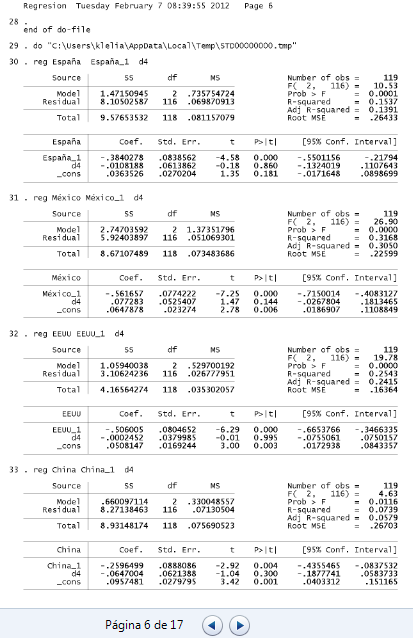 Regresion Tuesday February 7 08:39:55 2012 Page 6
28 .
end of do-file
29 . do "C:\Users\klelia\AppData\Local\Temp\STD00000000.tmp"
30 . reg España España_1 d4
Source SS df MS Number of obs = 119
F( 2, 116) = 10.53
Model 1.47150945 2 .735754724 Prob > F = 0.0001
Residual 8.10502587 116 .069870913 R-squared = 0.1537
Adj R-squared = 0.1391
Total 9.57653532 118 .081157079 Root MSE = .26433
España Coef. Std. Err. t P>|t| [95% Conf. Interval]
España_1 -.3840278 .0838562 -4.58 0.000 -.5501156 -.21794
d4 -.0108188 .0613862 -0.18 0.860 -.1324019 .1107643
_cons .0363526 .0270204 1.35 0.181 -.0171648 .0898699
31 . reg México México_1 d4
Source SS df MS Number of obs = 119
F( 2, 116) = 26.90
Model 2.74703592 2 1.37351796 Prob > F = 0.0000
Residual 5.92403897 116 .051069301 R-squared = 0.3168
Adj R-squared = 0.3050
Total 8.67107489 118 .073483686 Root MSE = .22599
México Coef. Std. Err. t P>|t| [95% Conf. Interval]
México_1 -.561657 .0774222 -7.25 0.000 -.7150014 -.4083127
d4 .077283 .0525407 1.47 0.144 -.0267804 .1813465
_cons .0647878 .023274 2.78 0.006 .0186907 .1108849
32 . reg EEUU EEUU_1 d4
Source SS df MS Number of obs = 119
F( 2, 116) = 19.78
Model 1.05940038 2 .529700192 Prob > F = 0.0000
Residual 3.10624236 116 .026777951 R-squared = 0.2543
Adj R-squared = 0.2415
Total 4.16564274 118 .035302057 Root MSE = .16364
EEUU Coef. Std. Err. t P>|t| [95% Conf. Interval]
EEUU_1 -.506005 .0804652 -6.29 0.000 -.6653766 -.3466335
d4 -.0002452 .0379985 -0.01 0.995 -.0755061 .0750157
_cons .0508147 .0169244 3.00 0.003 .0172938 .0843357
33 . reg China China_1 d4
Source SS df MS Number of obs = 119
F( 2, 116) = 4.63
Model .660097114 2 .330048557 Prob > F = 0.0116
Residual 8.27138463 116 .07130504 R-squared = 0.0739
Adj R-squared = 0.0579
Total 8.93148174 118 .075690523 Root MSE = .26703
China Coef. Std. Err. t P>|t| [95% Conf. Interval]
China_1 -.2596499 .0888086 -2.92 0.004 -.4355465 -.0837532
d4 -.0647004 .0621388 -1.04 0.300 -.1877741 .0583733
_cons .0957481 .0279795 3.42 0.001 .0403312 .151165
Página 6 de 17